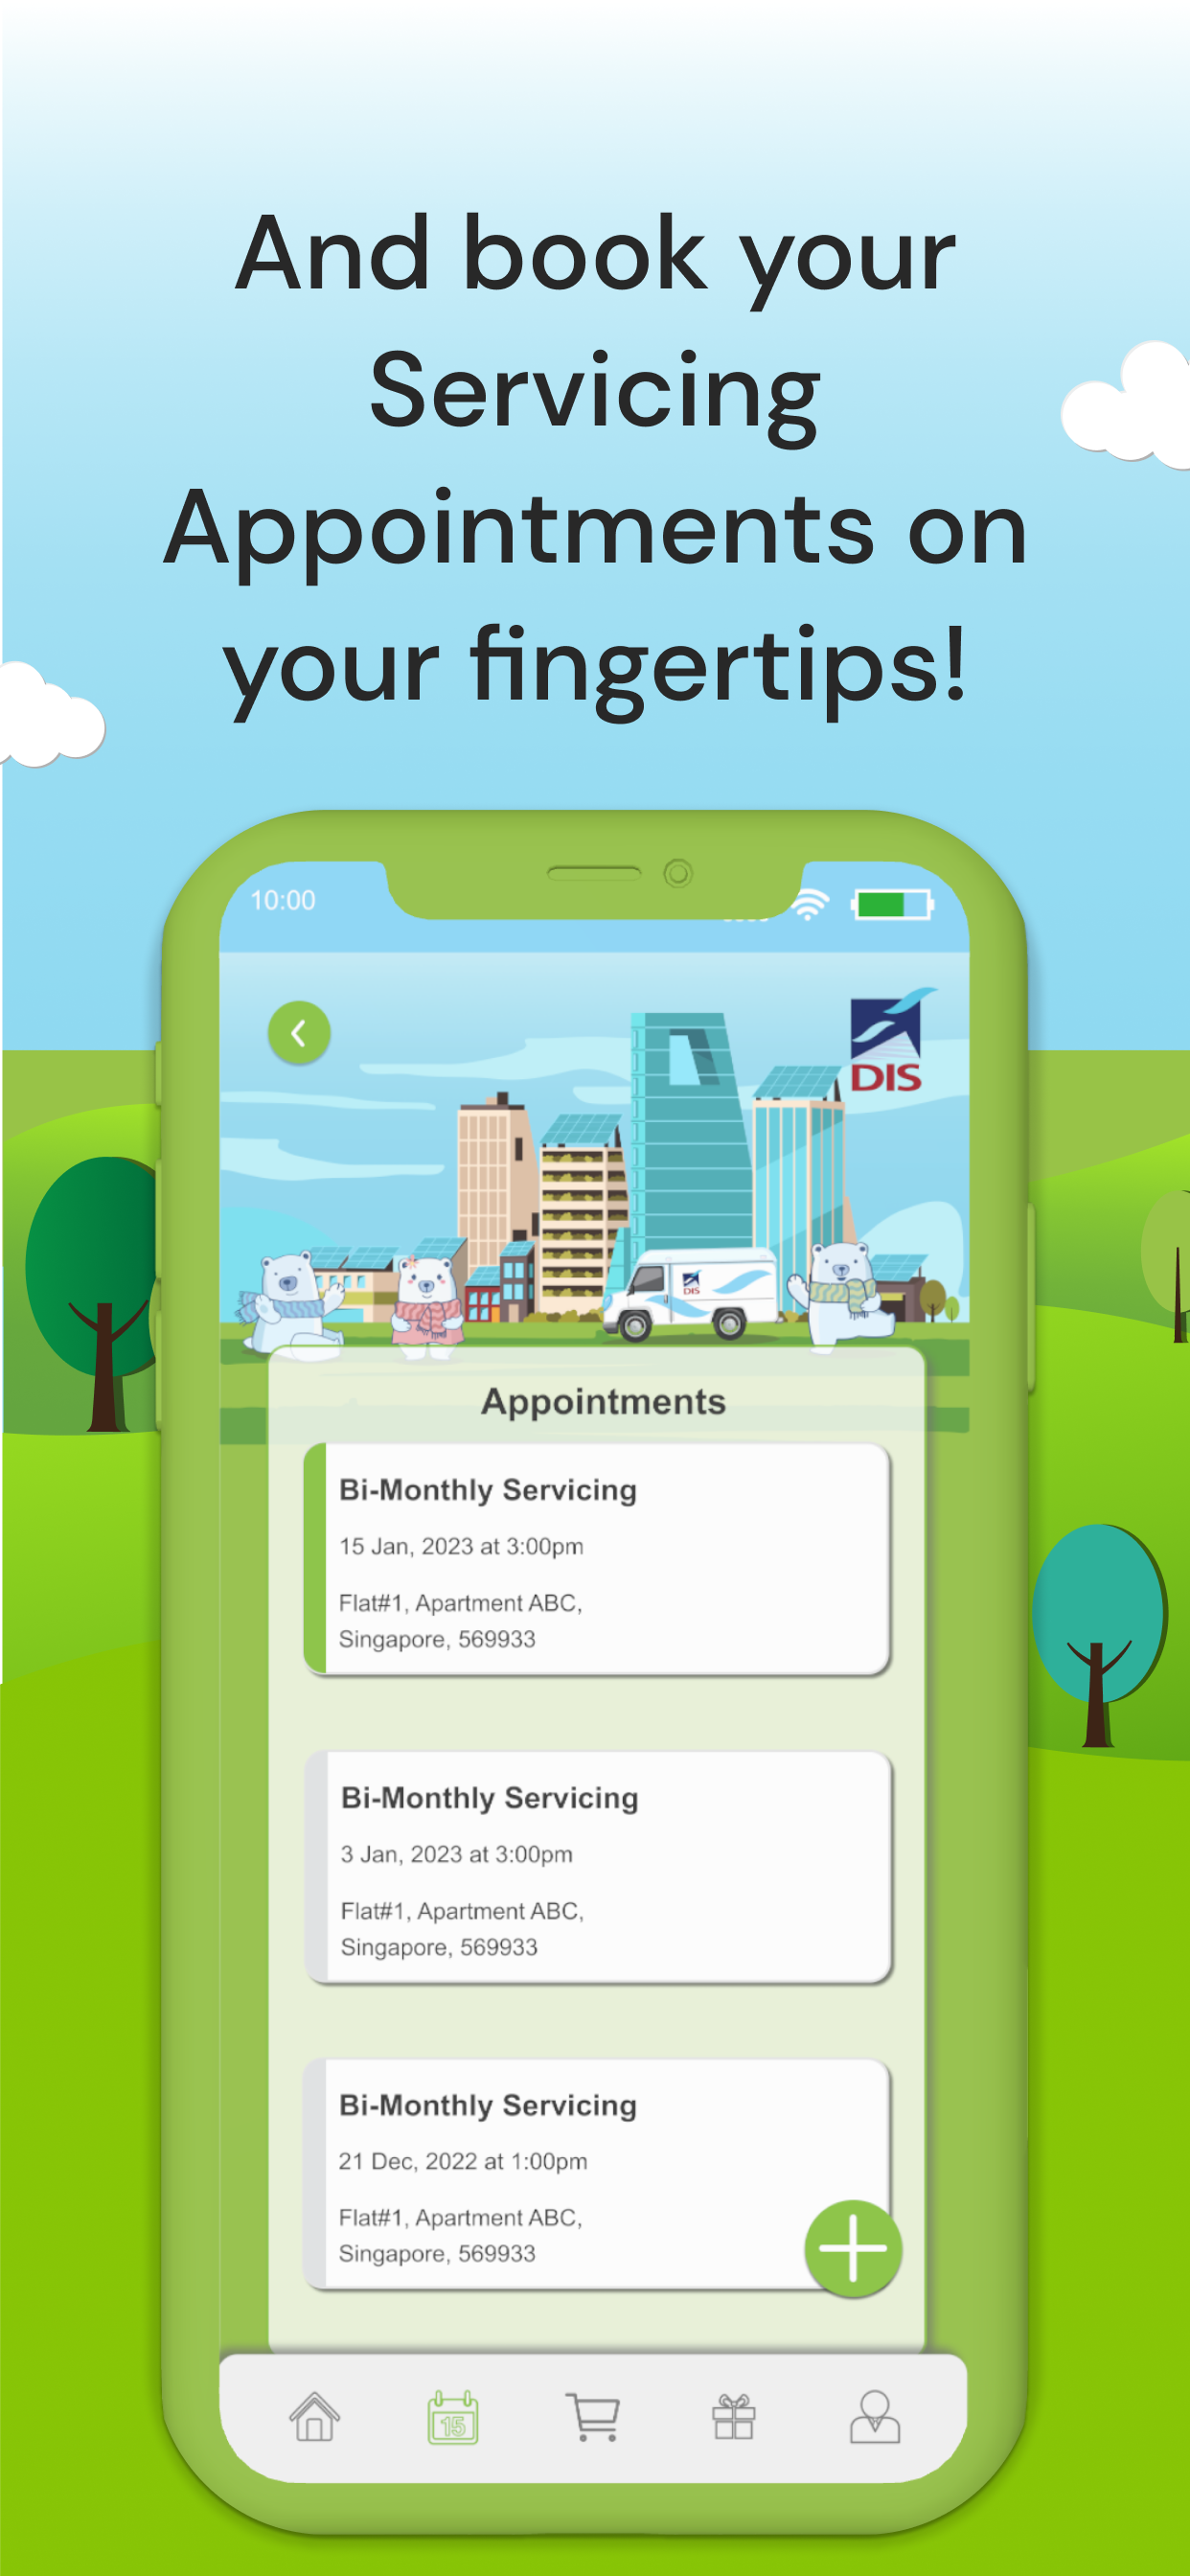 And book your
Servicing
Appointments on
your fingertips!
10:00
DIS
DIS
Appointments
Bi-Monthly Servicing
15 Jan, 2023 at 3:00pm
Flat#1, Apartment ABC,
Singapore, 569933
Bi-Monthly Servicing
3 Jan, 2023 at 3:00pm
Flat#1, Apartment ABC,
Singapore, 569933
Bi-Monthly Servicing
21 Dec, 2022 at 1:00pm
Flat#1, Apartment ABC,
Singapore, 569933
15